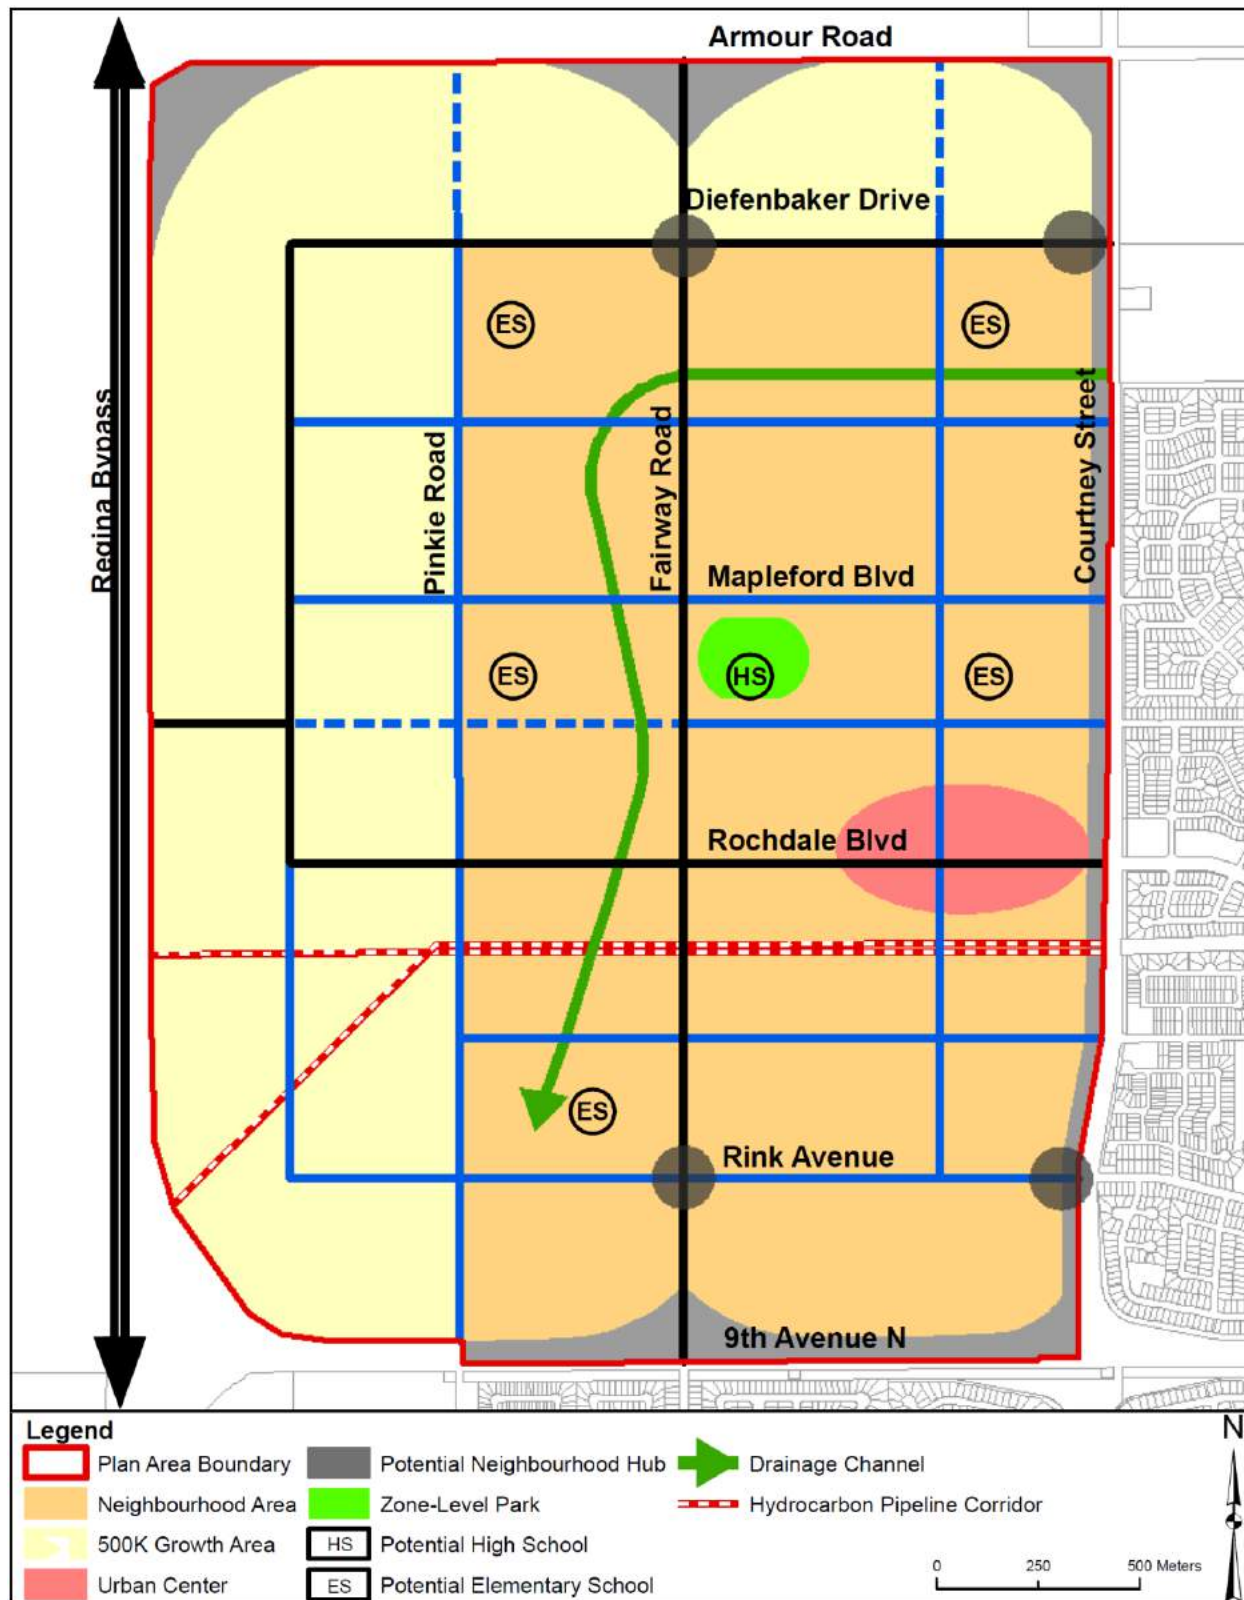 Armour Road
Diefenbaker Drive
ES
ES
Regina Bypass
Pinkie Road
Fairway Road
Courtney Street
Mapleford Blvd
ES
HS
ES
Rochdale Blvd
ES
Rink Avenue
9th Avenue N
Legend
Plan Area Boundary
Neighbourhood Area
500K Growth Area
Urban Center
Potential Neighbourhood Hub
Zone-Level Park
HS Potential High School
ES Potential Elementary School
Drainage Channel
Hydrocarbon Pipeline Corridor
N
0 250 500 Meters